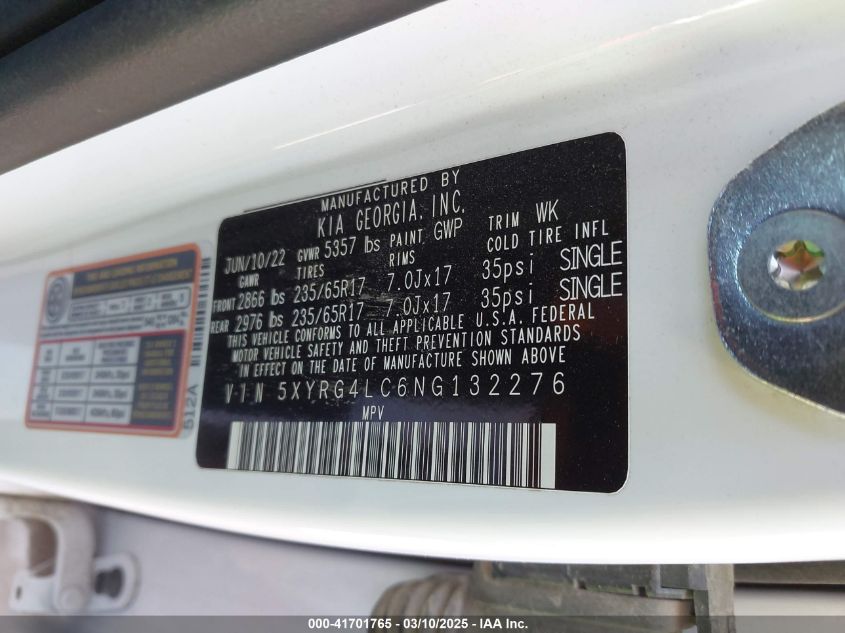 MANUFACTURED BY
KIA GEORGIA, INC.
JUN/10/22 GVWR 5357 lbs PAINT GWP TRIM WK
GAWR TIRES RIMS COLD TIRE INFL
FRONT 2866 lbs 235/65R17 7.0Jx17 35psi SINGLE
REAR 2976 lbs 235/65R17 7.0Jx17 35psi SINGLE
THIS VEHICLE CONFORMS TO ALL APPLICABLE U.S.A. FEDERAL
MOTOR VEHICLE SAFETY AND THEFT PREVENTION STANDARDS
IN EFFECT ON THE DATE OF MANUFACTURE SHOWN ABOVE
V I N 5XYRG4LC6NG132276
MPV
512A
000-41701765 - 03/10/2025 - IAA Inc.